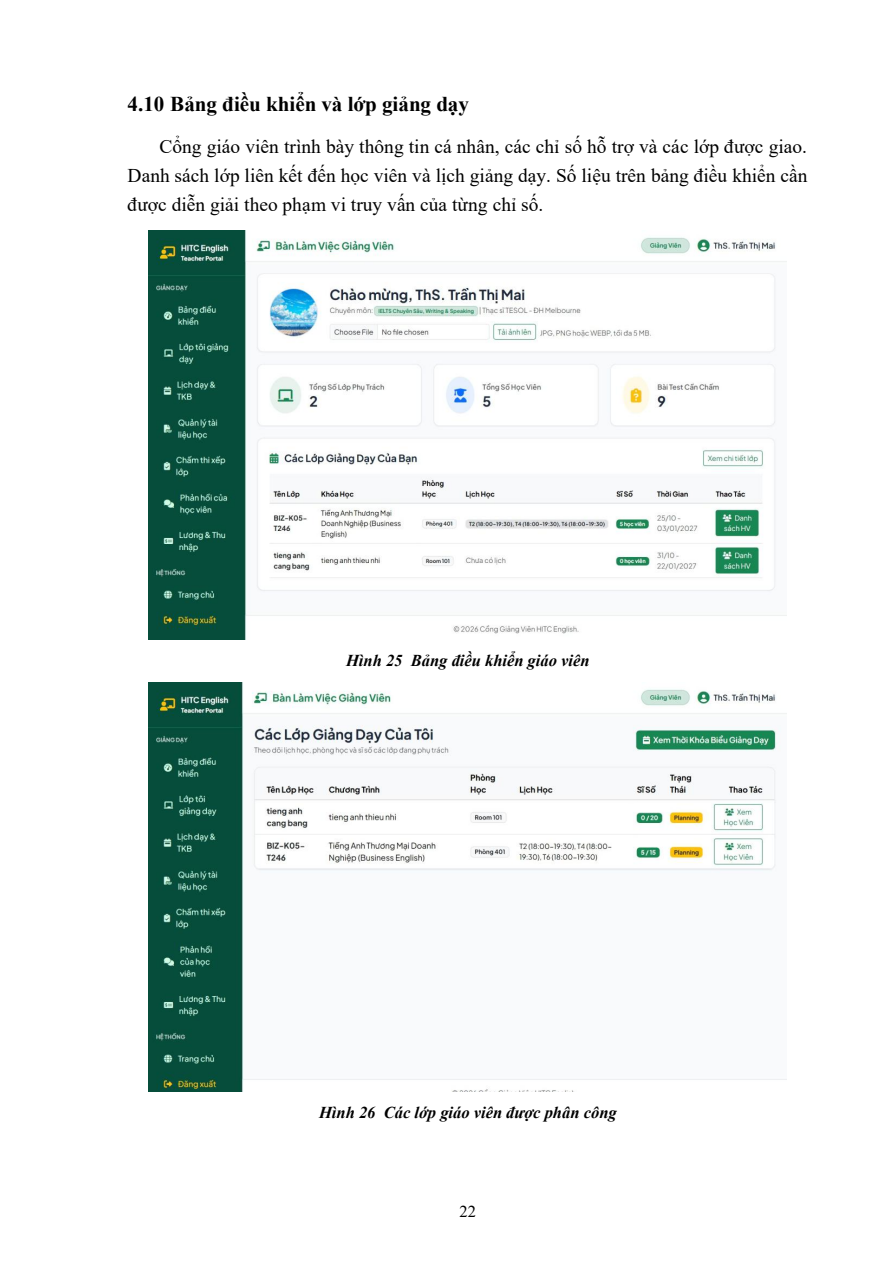 4.10 Bảng điều khiển và lớp giảng dạy
Cổng giáo viên trình bày thông tin cá nhân, các chỉ số hỗ trợ và các lớp được giao.
Danh sách lớp liên kết đến học viên và lịch giảng dạy. Số liệu trên bảng điều khiển cần
được diễn giải theo phạm vi truy vấn của từng chỉ số.
HITC English
Teacher Portal
GIẢNG DẠY
Bảng điều
khiển
Lớp tôi giảng
dạy
Lịch dạy &
TKB
Quản lý tài
liệu học
Chấm thi xếp
lớp
Phản hồi của
học viên
Lương & Thu
nhập
HỆ THỐNG
Trang chủ
Đăng xuất
Bàn Làm Việc Giảng Viên
Giảng Viên
ThS. Trần Thị Mai
Chào mừng, ThS. Trần Thị Mai
Chuyên môn: IELTS Chuyên Sâu, Writing & Speaking | Thạc sĩ TESOL - ĐH Melbourne
Choose File No file chosen Tải ảnh lên JPG, PNG hoặc WEBP, tối đa 5 MB.
Tổng Số Lớp Phụ Trách
2
Tổng Số Học Viên
5
Bài Test Cần Chấm
9
Các Lớp Giảng Dạy Của Bạn
Xem chi tiết lớp
Tên Lớp Khóa Học Phòng Học Lịch Học Sĩ Số Thời Gian Thao Tác
BIZ-K05-
T246
Tiếng Anh Thương Mại
Doanh Nghiệp (Business
English)
Phòng 401
T2 (18:00-19:30), T4 (18:00-19:30), T6 (18:00-19:30)
5 học viên
25/10 -
03/01/2027
Danh
sách HV
tieng anh
cang bang
tieng anh thieu nhi
Room 101
Chưa có lịch
0 học viên
31/10 -
22/01/2027
Danh
sách HV
© 2026 Cổng Giảng Viên HITC English.
Hình 25 Bảng điều khiển giáo viên
HITC English
Teacher Portal
GIẢNG DẠY
Bảng điều
khiển
Lớp tôi
giảng dạy
Lịch dạy &
TKB
Quản lý tài
liệu học
Chấm thi xếp
lớp
Phản hồi
của học
viên
Lương & Thu
nhập
HỆ THỐNG
Trang chủ
Đăng xuất
Bàn Làm Việc Giảng Viên
Giảng Viên
ThS. Trần Thị Mai
Các Lớp Giảng Dạy Của Tôi
Theo dõi lịch học, phòng học và sĩ số các lớp đang phụ trách
Xem Thời Khóa Biểu Giảng Dạy
Tên Lớp Học Chương Trình Phòng Học Lịch Học Sĩ Số Trạng Thái Thao Tác
tieng anh
cang bang
tieng anh thieu nhi
Room 101
0 / 20
Planning
Xem
Học Viên
BIZ-K05-
T246
Tiếng Anh Thương Mại Doanh
Nghiệp (Business English)
Phòng 401
T2 (18:00-19:30), T4 (18:00-
19:30), T6 (18:00-19:30)
5 / 15
Planning
Xem
Học Viên
Hình 26 Các lớp giáo viên được phân công
22